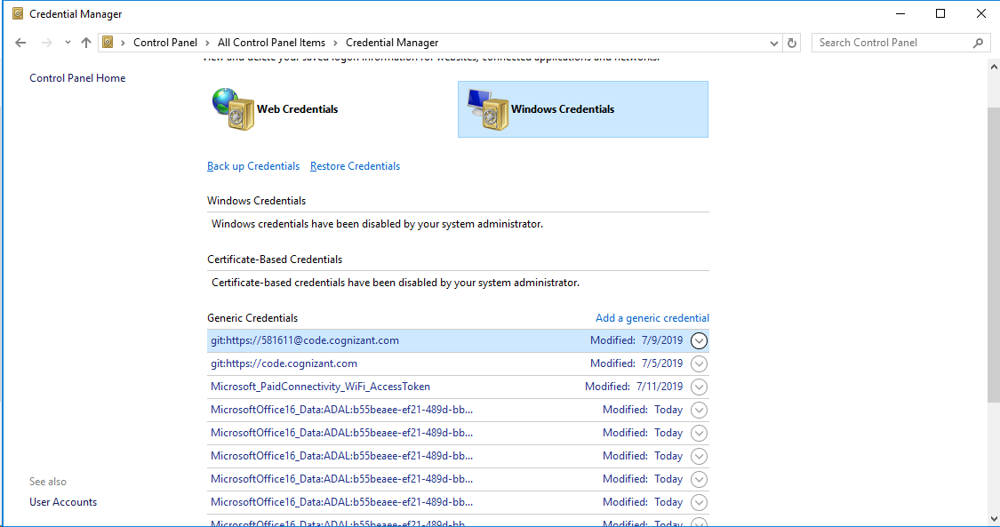 Credential Manager
Control Panel > All Control Panel Items > Credential Manager
Search Control Panel
View and delete your saved logon information for websites, connected applications and networks.
Control Panel Home
Web Credentials
Windows Credentials
Back up Credentials Restore Credentials
Windows Credentials
Windows credentials have been disabled by your system administrator.
Certificate-Based Credentials
Certificate-based credentials have been disabled by your system administrator.
Generic Credentials Add a generic credential
git:https://581611@code.cognizant.com Modified: 7/9/2019
git:https://code.cognizant.com Modified: 7/5/2019
Microsoft_PaidConnectivity_WiFi_AccessToken Modified: 7/11/2019
MicrosoftOffice16_Data:ADAL:b55beaee-ef21-489d-bb... Modified: Today
MicrosoftOffice16_Data:ADAL:b55beaee-ef21-489d-bb... Modified: Today
MicrosoftOffice16_Data:ADAL:b55beaee-ef21-489d-bb... Modified: Today
MicrosoftOffice16_Data:ADAL:b55beaee-ef21-489d-bb... Modified: Today
MicrosoftOffice16_Data:ADAL:b55beaee-ef21-489d-bb... Modified: Today
MicrosoftOffice16_Data:ADAL:b55beaee-ef21-489d-bb... Modified: Today
See also
User Accounts